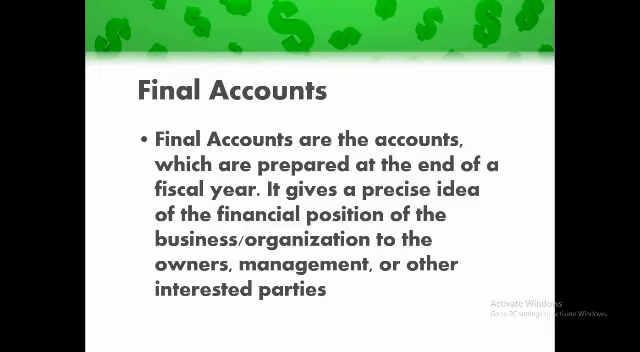 Final Accounts
• Final Accounts are the accounts,
which are prepared at the end of a
fiscal year. It gives a precise idea
of the financial position of the
business/organization to the
owners, management, or other
interested parties
Activate Windows
Go to PC settings to activate Windows.